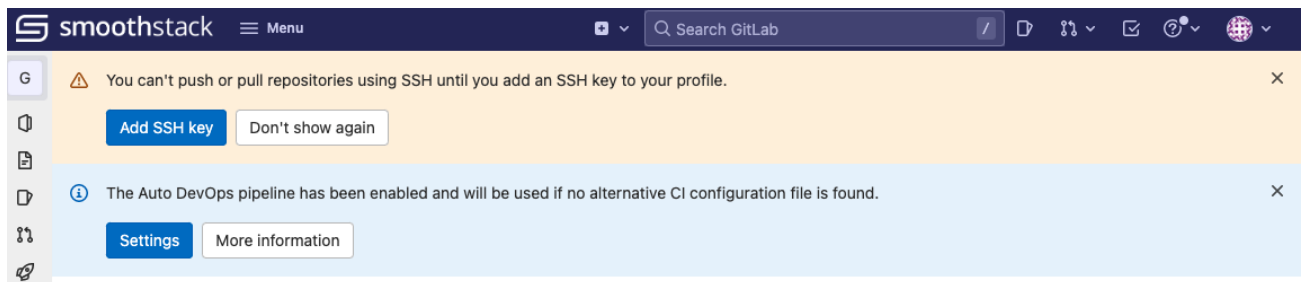 smoothstack
Menu
Search GitLab
/
G
You can't push or pull repositories using SSH until you add an SSH key to your profile.
Add SSH key
Don't show again
The Auto DevOps pipeline has been enabled and will be used if no alternative CI configuration file is found.
Settings
More information